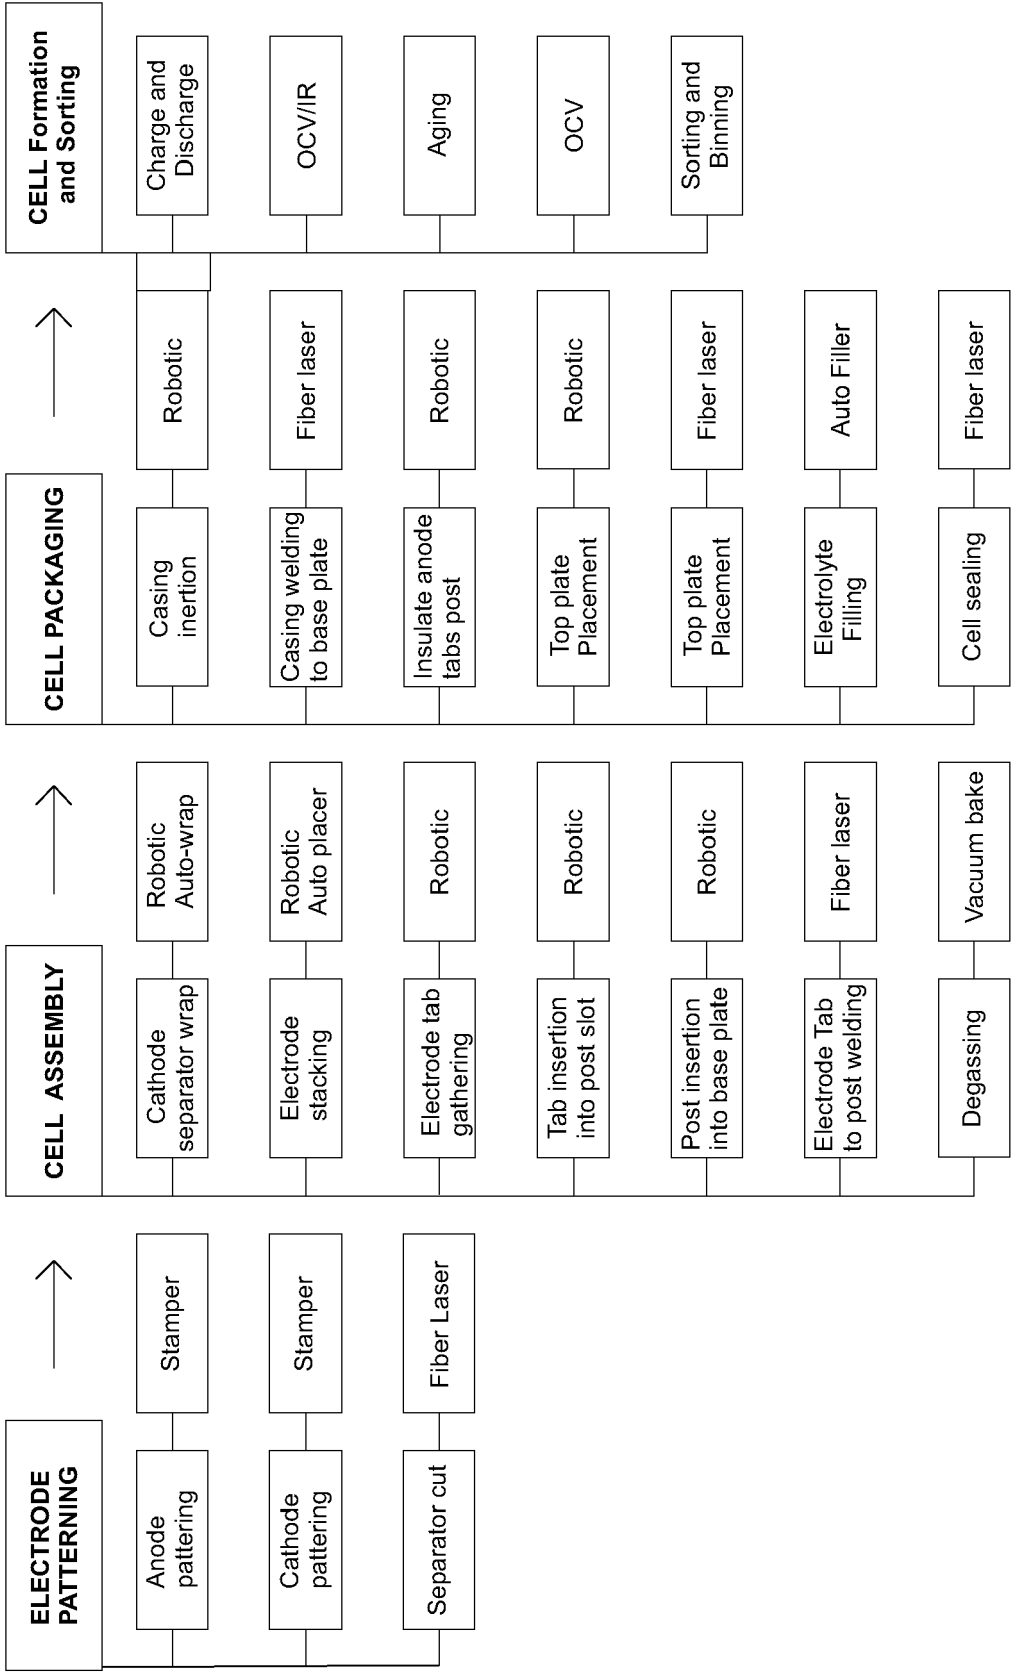 ELECTRODE
PATTERNING
Anode
pattering
Stamper
Cathode
pattering
Stamper
Separator cut
Fiber Laser
CELL ASSEMBLY
Cathode
separator wrap
Robotic
Auto-wrap
Electrode
stacking
Robotic
Auto placer
Electrode tab
gathering
Robotic
Tab insertion
into post slot
Robotic
Post insertion
into base plate
Robotic
Electrode Tab
to post welding
Fiber laser
Degassing
Vacuum bake
CELL PACKAGING
Casing
inertion
Robotic
Casing welding
to base plate
Fiber laser
Insulate anode
tabs post
Robotic
Top plate
Placement
Robotic
Top plate
Placement
Fiber laser
Electrolyte
Filling
Auto Filler
Cell sealing
Fiber laser
CELL Formation
and Sorting
Charge and
Discharge
OCV/IR
Aging
OCV
Sorting and
Binning